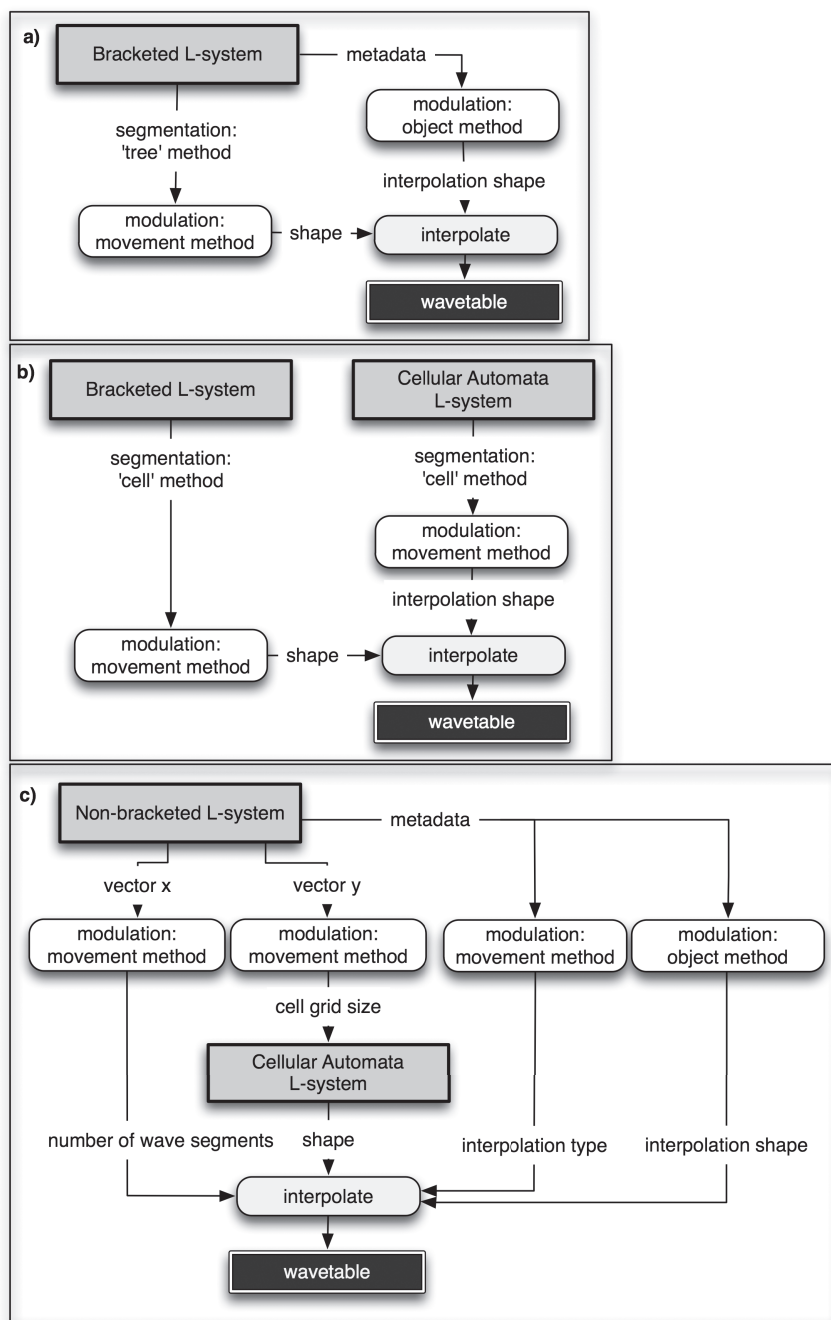 a)
Bracketed L-system
metadata
modulation:
object method
segmentation:
'tree' method
interpolation shape
modulation:
movement method
shape
interpolate
wavetable
b)
Bracketed L-system
Cellular Automata
L-system
segmentation:
'cell' method
segmentation:
'cell' method
modulation:
movement method
interpolation shape
modulation:
movement method
shape
interpolate
wavetable
c)
Non-bracketed L-system
metadata
vector x
vector y
modulation:
movement method
modulation:
movement method
modulation:
movement method
modulation:
object method
cell grid size
Cellular Automata
L-system
number of wave segments
shape
interpolation type
interpolation shape
interpolate
wavetable